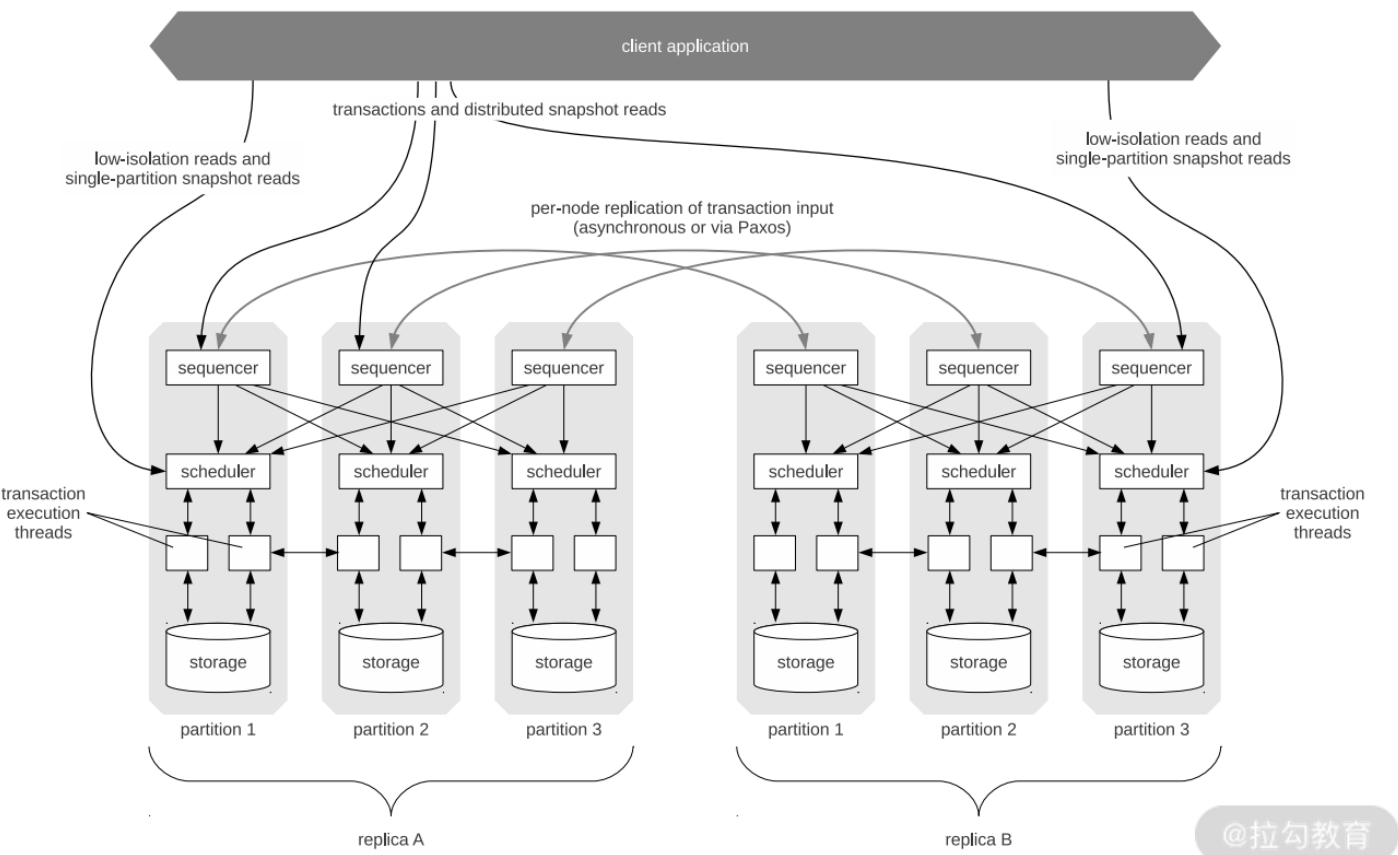 client application
transactions and distributed snapshot reads
low-isolation reads and
single-partition snapshot reads
low-isolation reads and
single-partition snapshot reads
per-node replication of transaction input
(asynchronous or via Paxos)
sequencer
sequencer
sequencer
sequencer
sequencer
sequencer
scheduler
scheduler
scheduler
scheduler
scheduler
scheduler
transaction
execution
threads
transaction
execution
threads
storage
storage
storage
storage
storage
storage
partition 1
partition 2
partition 3
partition 1
partition 2
partition 3
replica A
replica B
@拉勾教育